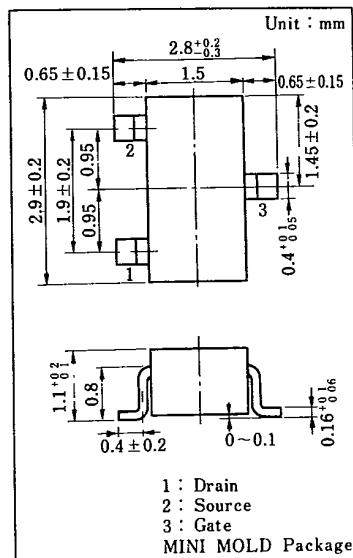 Unit : mm
2.8 +0.2 -0.3
0.65±0.15
1.5
0.65±0.15
2.9±0.2
1.9±0.2
0.95
0.95
2
1
3
1.45±0.2
0.4 +0.1 -0.05
1.1 +0.2 -0.1
0.8
0.4±0.2
0~0.1
0.16 +0.1 -0.06
1 : Drain
2 : Source
3 : Gate
MINI MOLD Package